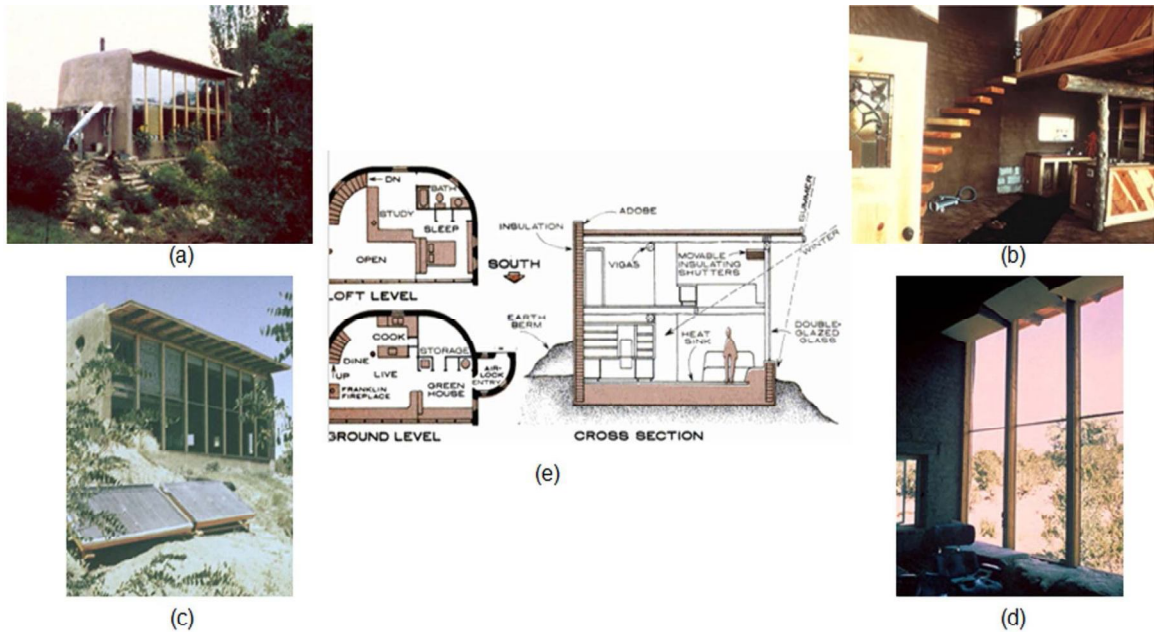 (a)
(b)
DN
BATH
STUDY
SLEEP
OPEN
LOFT LEVEL
SOUTH
COOK
STORAGE
DINE
UP
LIVE
FRANKLIN
FIREPLACE
GREEN
HOUSE
AIR-
LOCK
ENTRY
GROUND LEVEL
ADOBE
INSULATION
SUMMER
WINTER
VIGAS
MOVABLE
INSULATING
SHUTTERS
EARTH
BERM
HEAT
SINK
DOUBLE-
GLAZED
GLASS
CROSS SECTION
(e)
(c)
(d)